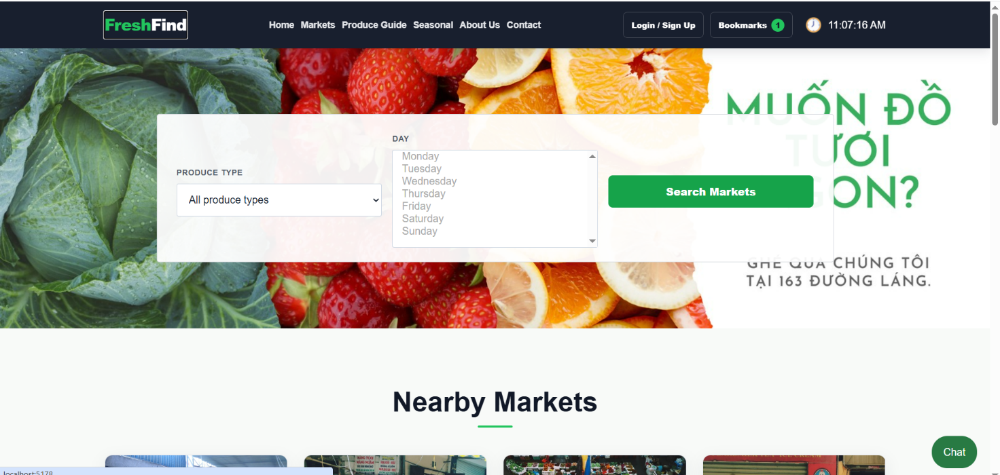 FreshFind
Home Markets Produce Guide Seasonal About Us Contact
Login / Sign Up
Bookmarks 1
11:07:16 AM
MUỐN ĐỒ
TƯƠI
GON?
GHÉ QUA CHÚNG TÔI
TẠI 163 ĐƯỜNG LÁNG.
PRODUCE TYPE
All produce types
DAY
Monday
Tuesday
Wednesday
Thursday
Friday
Saturday
Sunday
Search Markets
Nearby Markets
Chat
localhost:5178